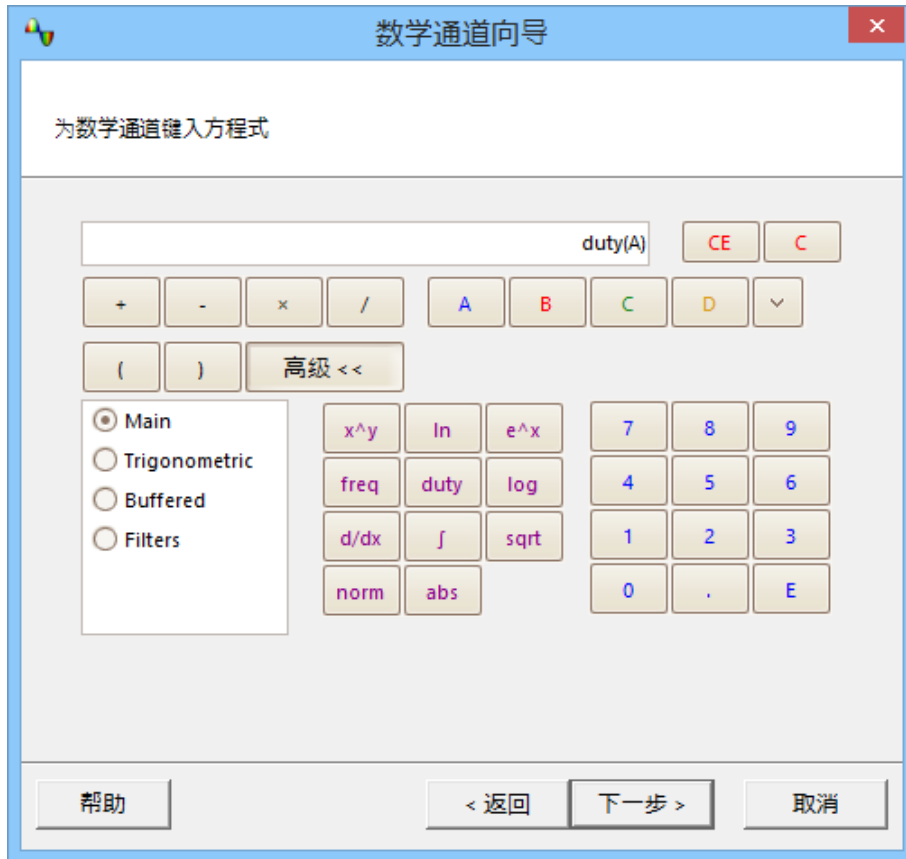 数学通道向导
为数学通道键入方程式
duty(A) CE C
+ - × / A B C D
( ) 高级 <<
Main x^y ln e^x 7 8 9
Trigonometric freq duty log 4 5 6
Buffered d/dx ∫ sqrt 1 2 3
Filters norm abs 0 . E
帮助 < 返回 下一步 > 取消